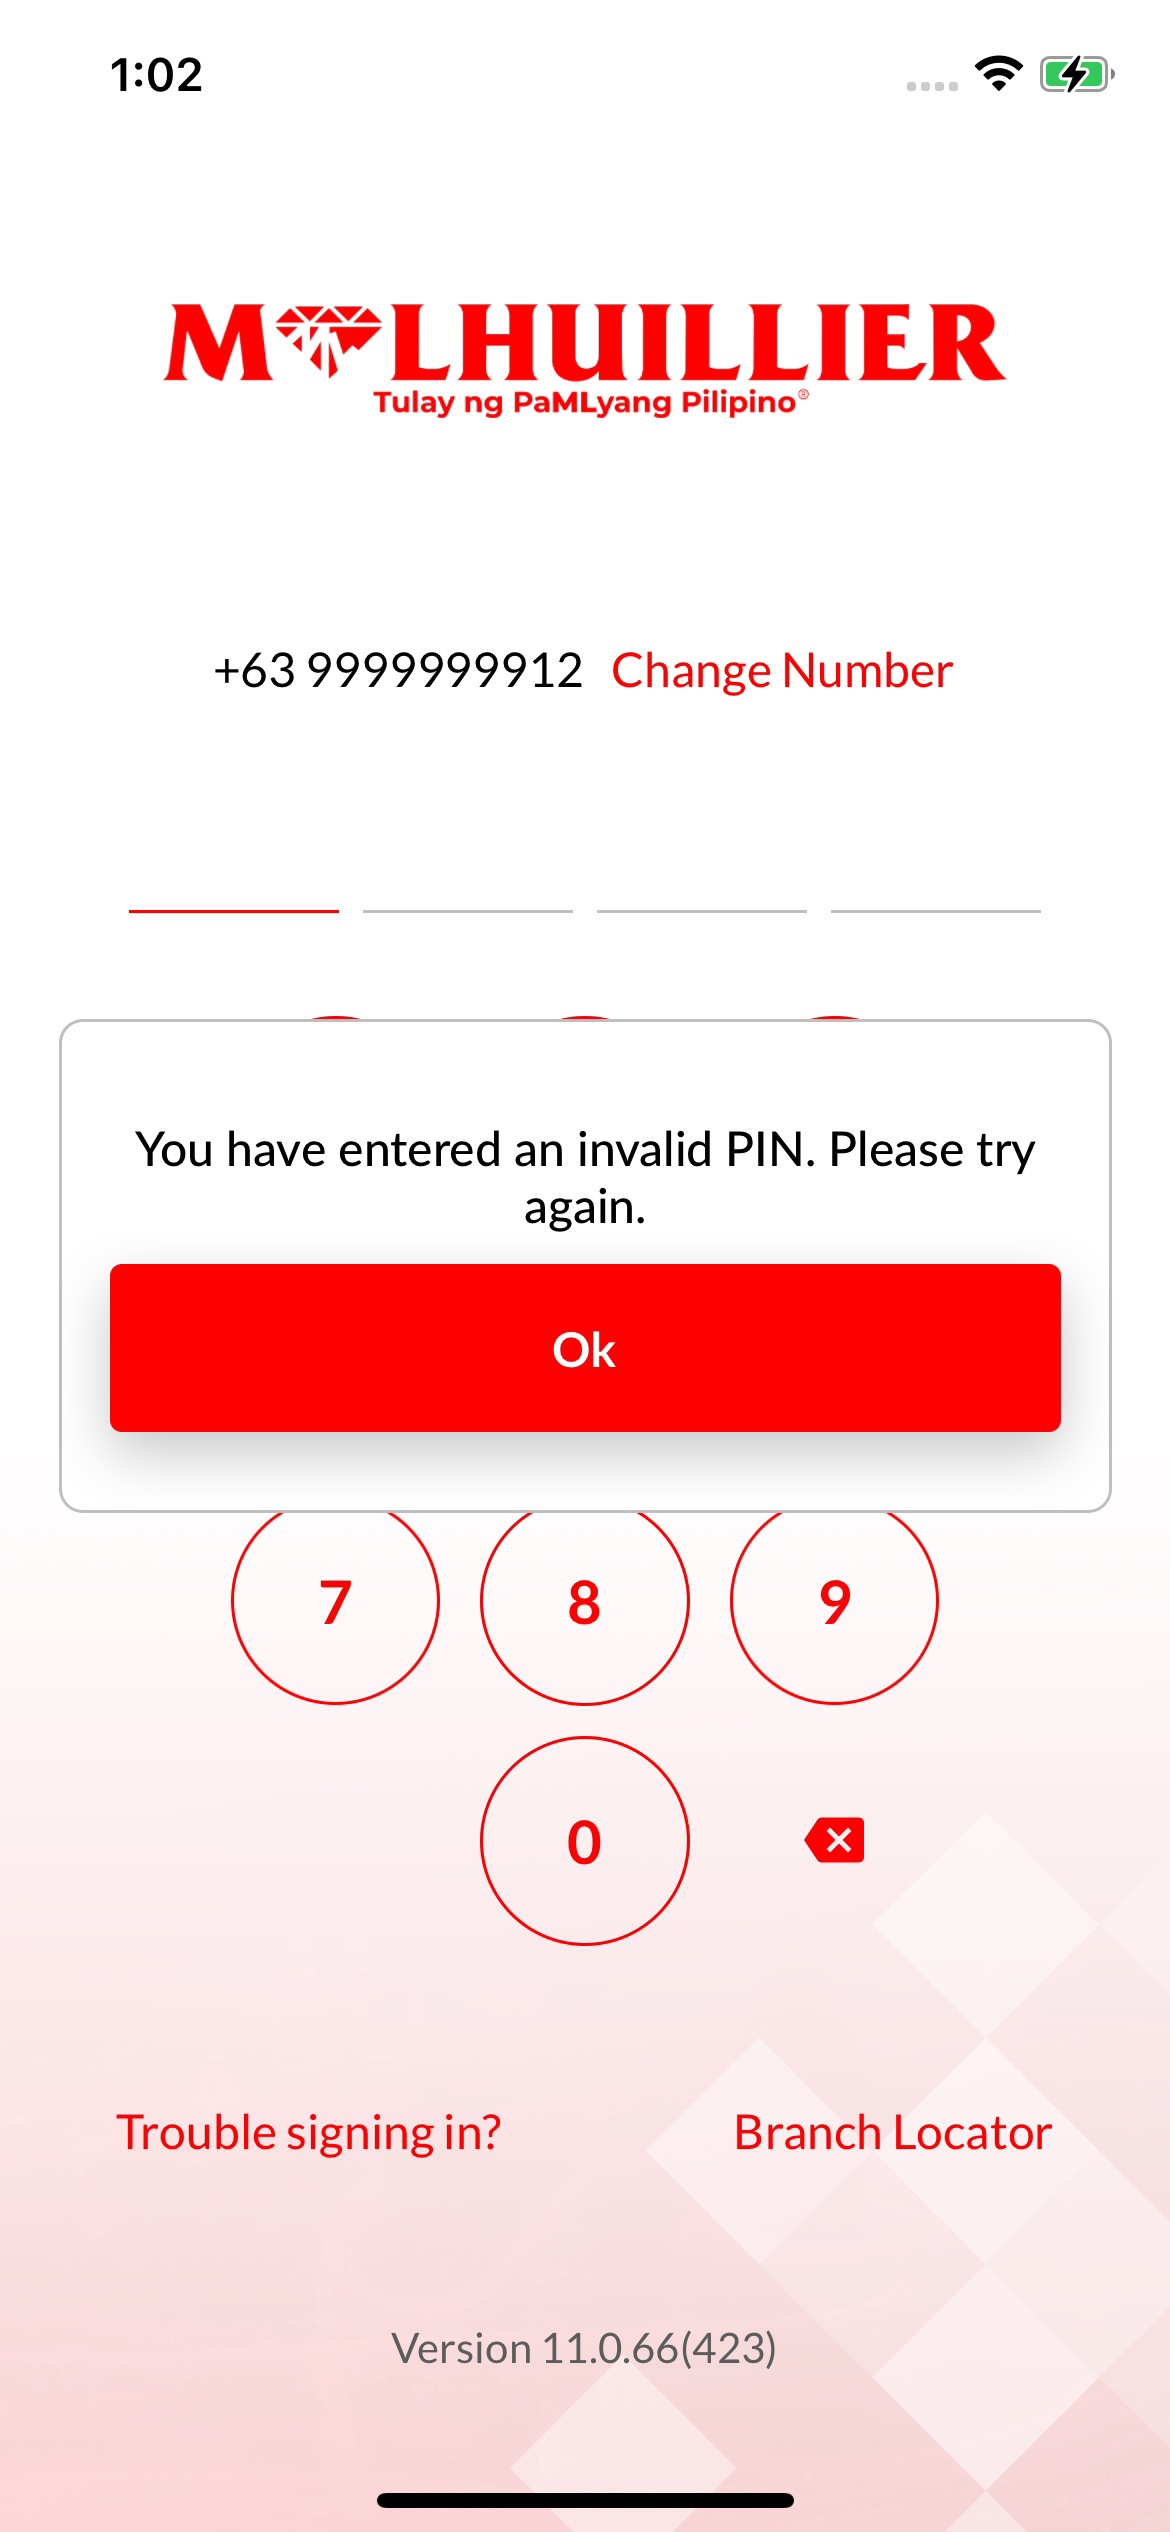 1:02
M LHUILLIER
Tulay ng PaMLyang Pilipino®
+63 9999999912 Change Number
You have entered an invalid PIN. Please try
again.
Ok
7 8 9
0
Trouble signing in? Branch Locator
Version 11.0.66(423)